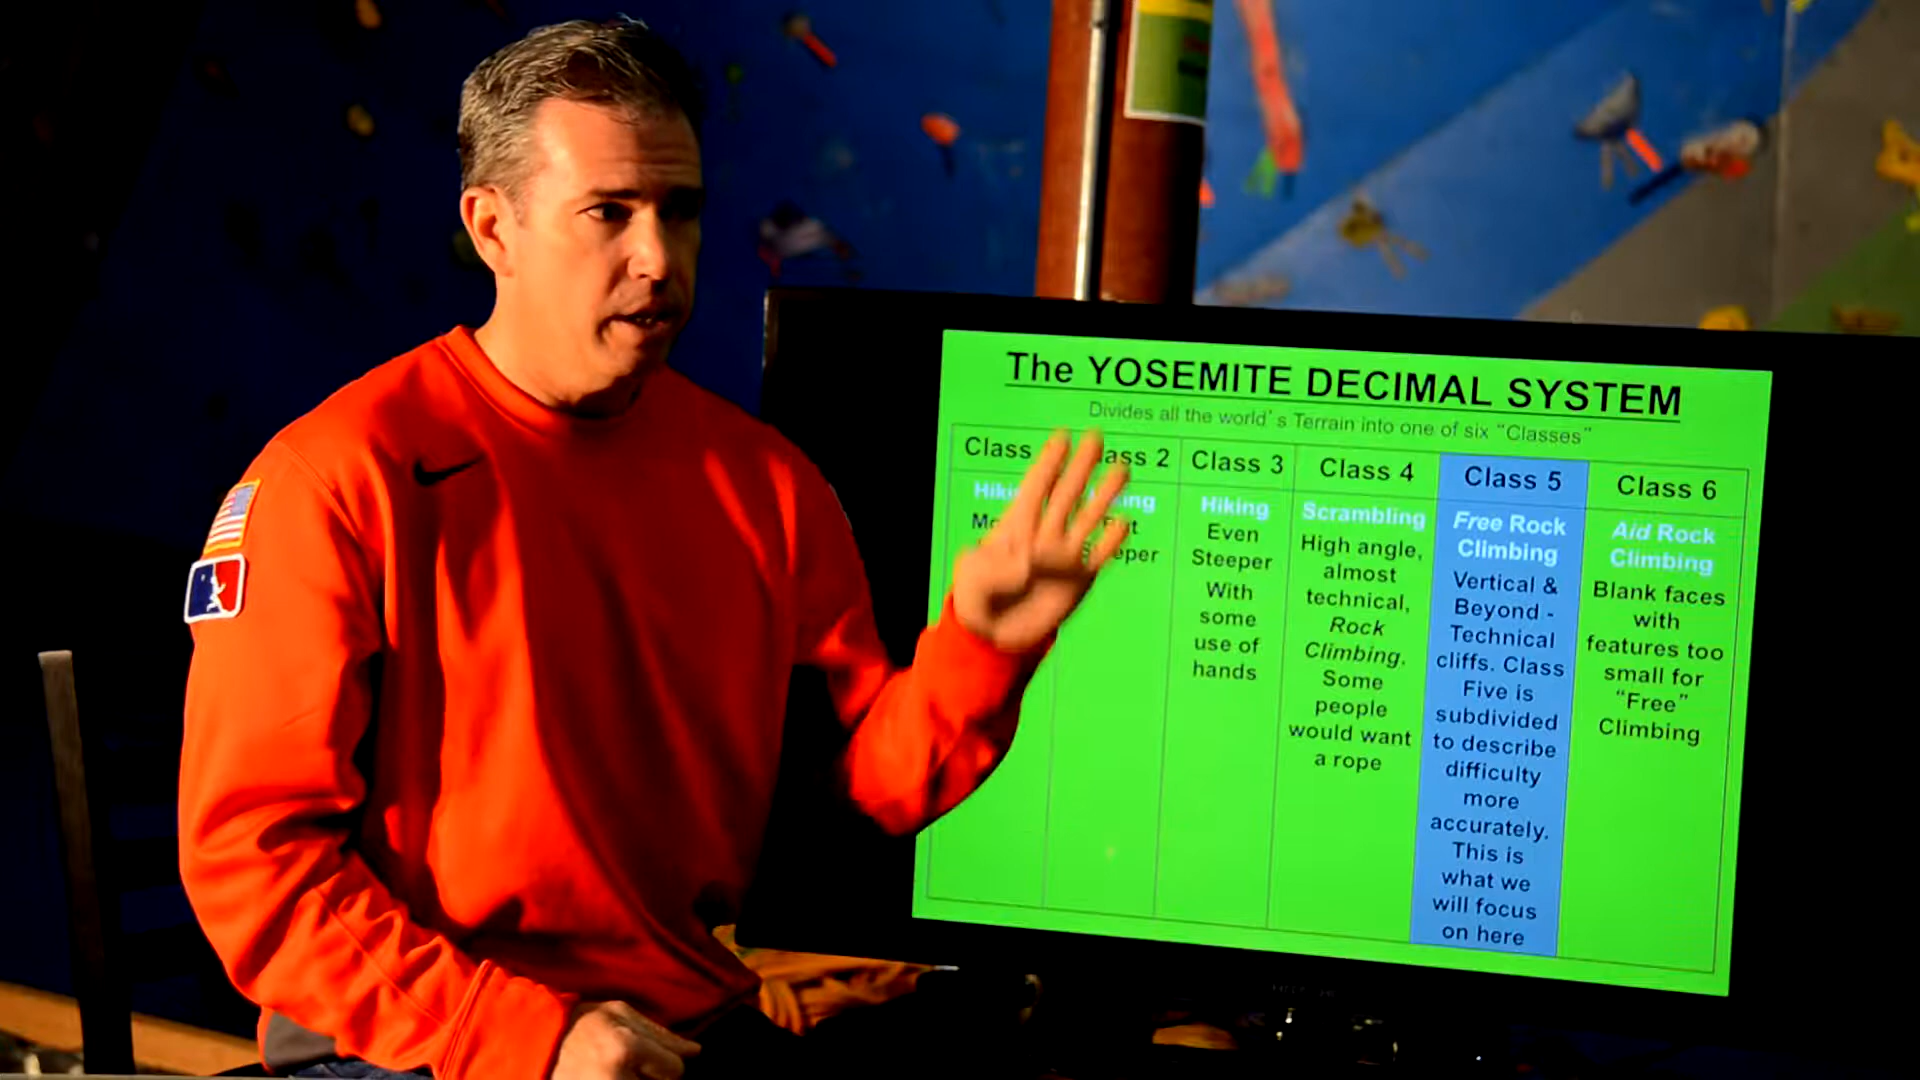 The YOSEMITE DECIMAL SYSTEM
Divides all the world's Terrain into one of six "Classes"
Class
Class 2
Class 3
Class 4
Class 5
Class 6
Hiking
Even
Steeper
With
some
use of
hands
Scrambling
High angle,
almost
technical,
Rock
Climbing.
Some
people
would want
a rope
Free Rock
Climbing
Vertical &
Beyond -
Technical
cliffs. Class
Five is
subdivided
to describe
difficulty
more
accurately.
This is
what we
will focus
on here
Aid Rock
Climbing
Blank faces
with
features too
small for
“Free”
Climbing